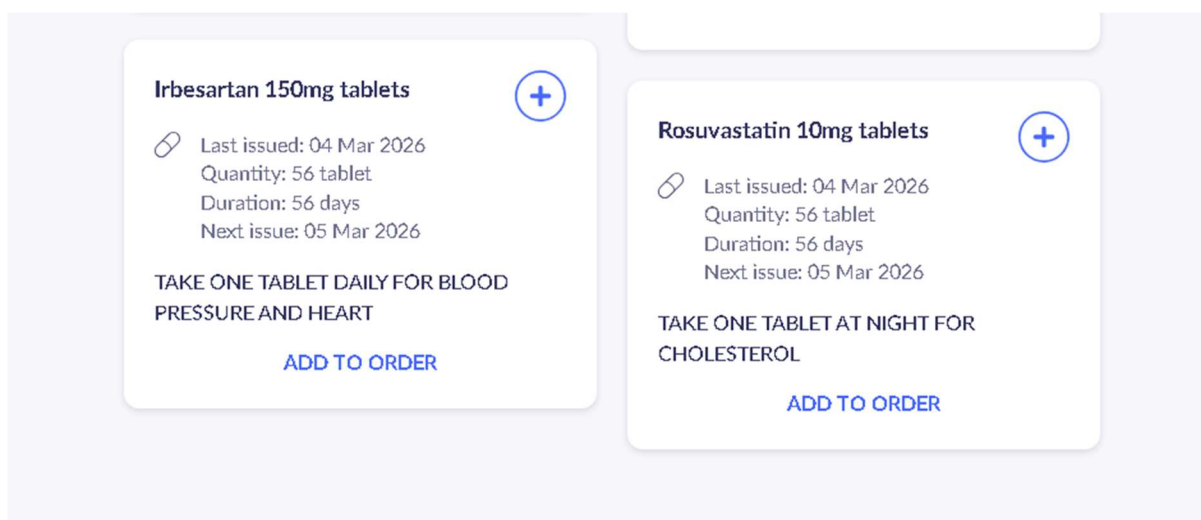 Irbesartan 150mg tablets
Last issued: 04 Mar 2026
Quantity: 56 tablet
Duration: 56 days
Next issue: 05 Mar 2026
TAKE ONE TABLET DAILY FOR BLOOD
PRESSURE AND HEART
ADD TO ORDER
Rosuvastatin 10mg tablets
Last issued: 04 Mar 2026
Quantity: 56 tablet
Duration: 56 days
Next issue: 05 Mar 2026
TAKE ONE TABLET AT NIGHT FOR
CHOLESTEROL
ADD TO ORDER